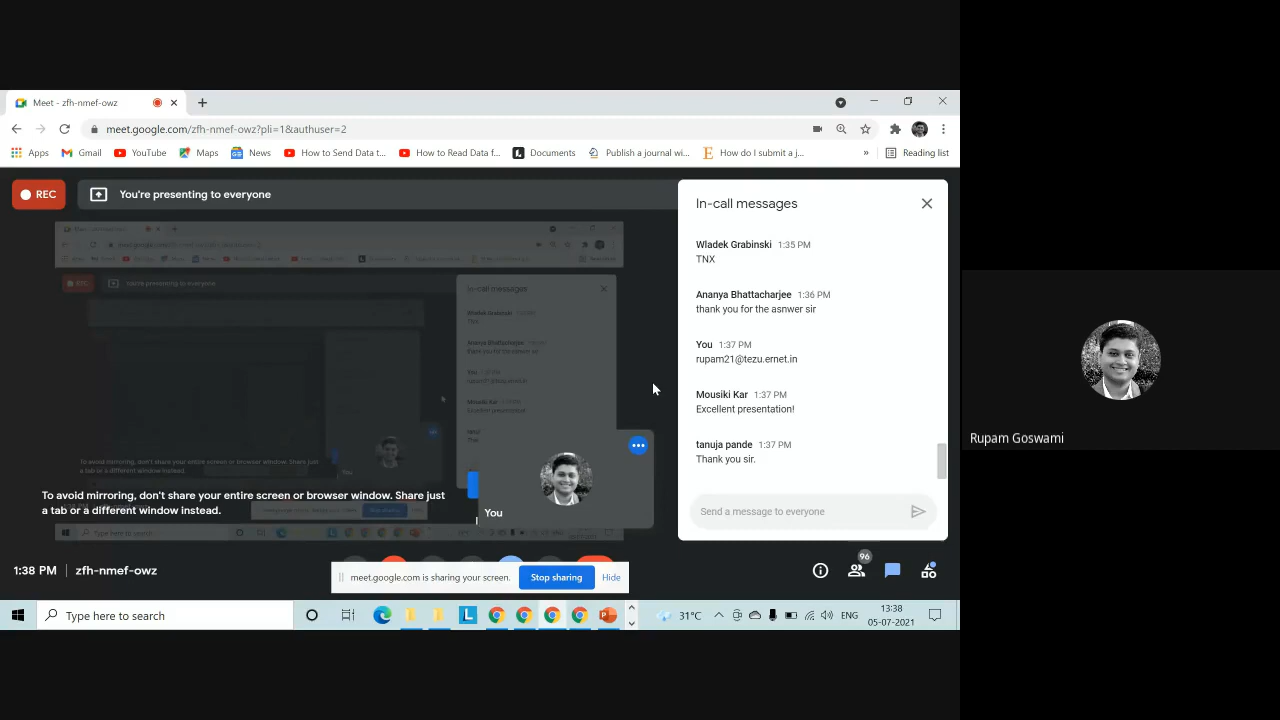 Meet - zfh-nmef-owz
meet.google.com/zfh-nmef-owz?pli=1&authuser=2
Apps
Gmail
YouTube
Maps
News
How to Send Data t...
How to Read Data f...
Documents
Publish a journal wi...
How do I submit a j...
»
Reading list
REC
You're presenting to everyone
In-call messages
Wladek Grabinski 1:35 PM
TNX
Ananya Bhattacharjee 1:36 PM
thank you for the asnwer sir
You 1:37 PM
rupam21@tezu.ernet.in
Mousiki Kar 1:37 PM
Excellent presentation!
tanuja pande 1:37 PM
Thank you sir.
Send a message to everyone
To avoid mirroring, don't share your entire screen or browser window. Share just
a tab or a different window instead.
You
1:38 PM | zfh-nmef-owz
meet.google.com is sharing your screen.
Stop sharing
Hide
96
Type here to search
31°C
ENG
13:38
05-07-2021
Rupam Goswami